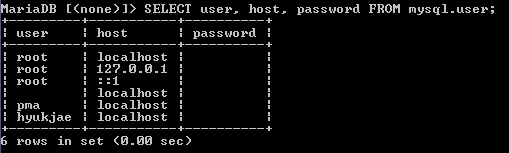 MariaDB [(none)]> SELECT user, host, password FROM mysql.user;
+---------+-----------+----------+
| user    | host      | password |
+---------+-----------+----------+
| root    | localhost |          |
| root    | 127.0.0.1 |          |
| root    | ::1       |          |
|         | localhost |          |
| pma     | localhost |          |
| hyukjae | localhost |          |
+---------+-----------+----------+
6 rows in set (0.00 sec)